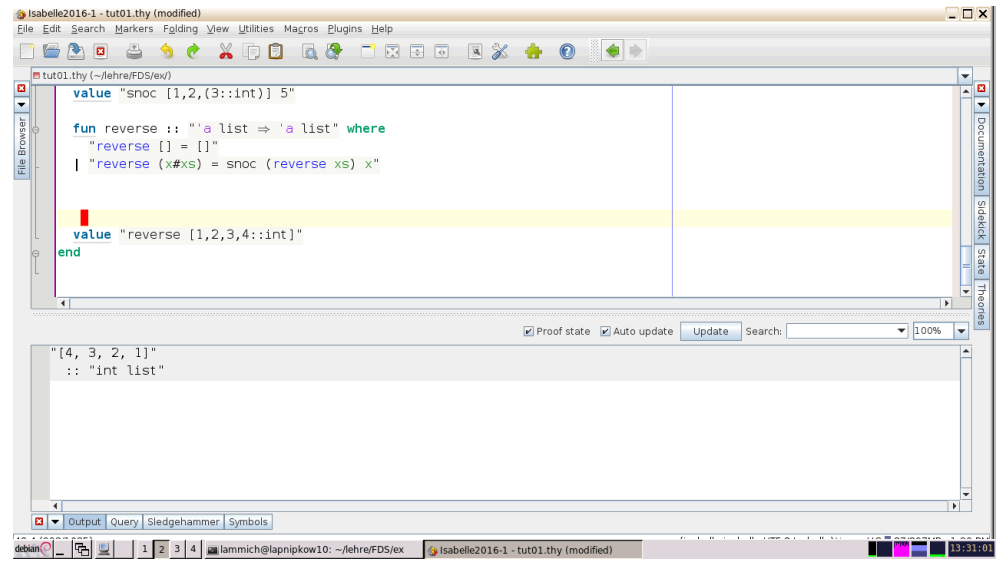 Isabelle2016-1 - tut01.thy (modified)
File Edit Search Markers Folding View Utilities Macros Plugins Help
tut01.thy (~/lehre/FDS/ex/)
value "snoc [1,2,(3::int)] 5"
fun reverse :: "'a list ⇒ 'a list" where
"reverse [] = []"
| "reverse (x#xs) = snoc (reverse xs) x"
value "reverse [1,2,3,4::int]"
end
File Browser
Documentation
Sidekick
State
Theories
Proof state Auto update Update Search: 100%
"[4, 3, 2, 1]"
:: "int list"
Output Query Sledgehammer Symbols
debian 1 2 3 4 lammich@lapnipkow10: ~/lehre/FDS/ex Isabelle2016-1 - tut01.thy (modified) 13:31:01